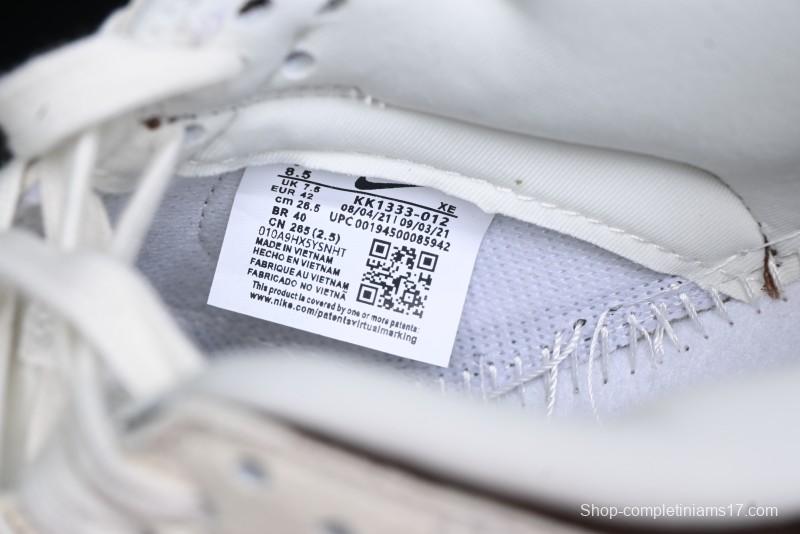 8.5
UK 7.5
EUR 42
cm 26.5
BR 40
CN 265 (2.5)
XE
KK1333-012
08/04/21 | 09/03/21
UPC 00194500085942
010A9HX5YSNHT
MADE IN VIETNAM
HECHO EN VIETNAM
FABRIQUE AU VIETNAM
FABRICADO NO VIETNÃ
This product is covered by one or more patents:
www.nike.com/patentsvirtualmarking
Shop-completiniams17.com